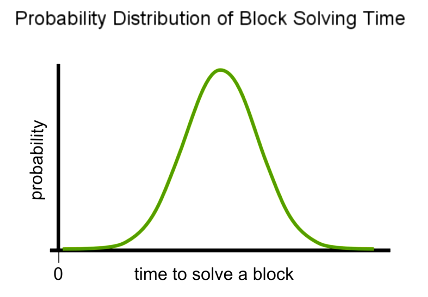 Probability Distribution of Block Solving Time
probability
0
time to solve a block